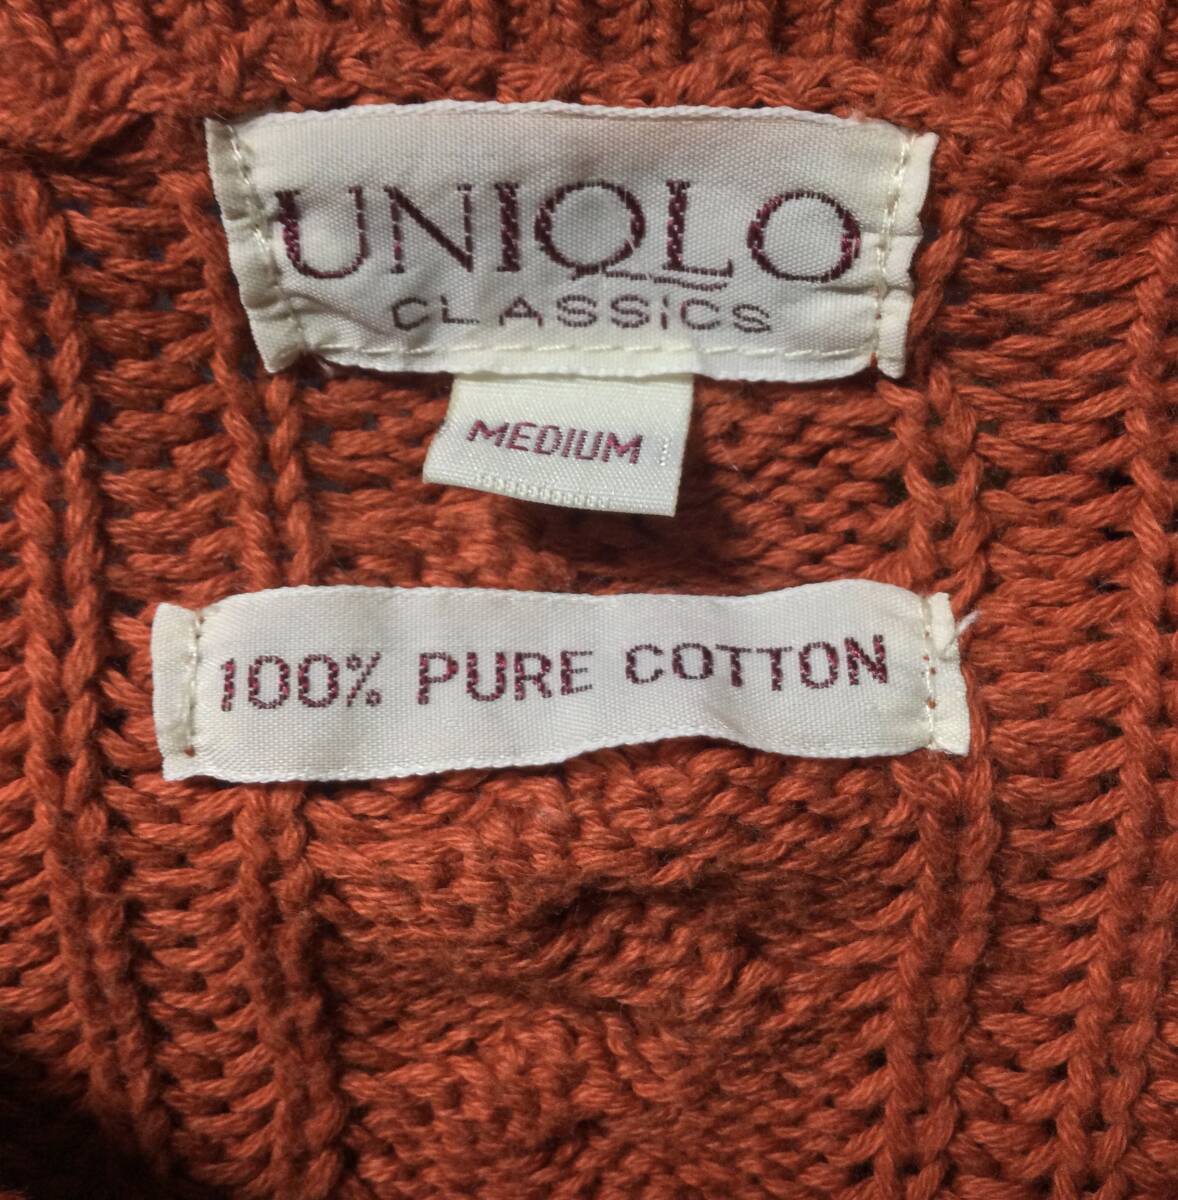 UNIQLO
CLASSiCS
MEDIUM
100% PURE COTTON